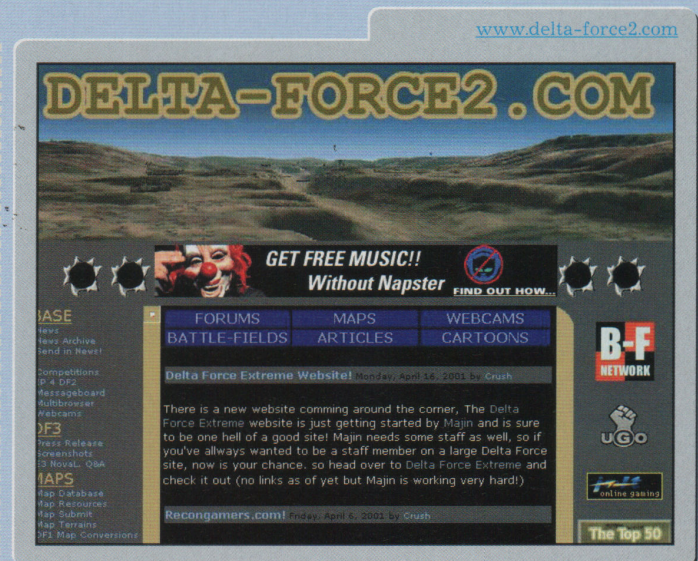 www.delta-force2.com
DELTA-FORCE2.COM
GET FREE MUSIC!!
Without Napster
FIND OUT HOW...
BASE
News
News Archive
Send in News!
Competitions
IP 4 DF2
Messageboard
Multibrowser
Webcams
DF3
Press Release
Screenshots
E3 NovaL. Q&A
MAPS
Map Database
Map Resources
Map Submit
Map Terrains
DF1 Map Conversions
FORUMS MAPS WEBCAMS
BATTLE-FIELDS ARTICLES CARTOONS
Delta Force Extreme Website! Monday, April 16, 2001 by Crush
There is a new website comming around the corner, The Delta
Force Extreme website is just getting started by Majin and is sure
to be one hell of a good site! Majin needs some staff as well, so if
you've allways wanted to be a staff member on a large Delta Force
site, now is your chance. so head over to Delta Force Extreme and
check it out (no links as of yet but Majin is working very hard!)
Recongamers.com! Friday, April 6, 2001 by Crush
B-F
NETWORK
UGO
online gaming
The Top 50